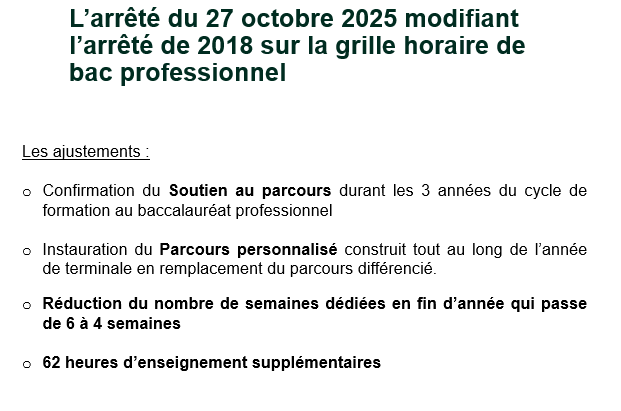 L’arrêté du 27 octobre 2025 modifiant
l’arrêté de 2018 sur la grille horaire de
bac professionnel
Les ajustements :
o Confirmation du Soutien au parcours durant les 3 années du cycle de
formation au baccalauréat professionnel
o Instauration du Parcours personnalisé construit tout au long de l’année
de terminale en remplacement du parcours différencié.
o Réduction du nombre de semaines dédiées en fin d’année qui passe
de 6 à 4 semaines
o 62 heures d’enseignement supplémentaires